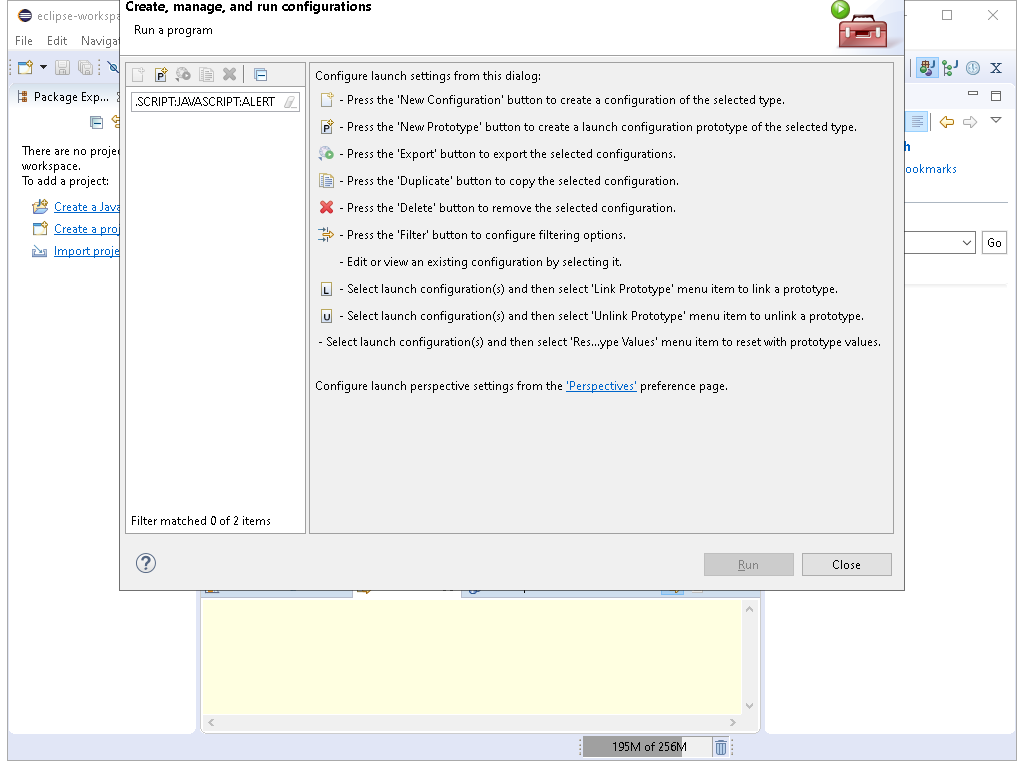 Create, manage, and run configurations
Run a program
eclipse-workspa
File Edit Naviga
Package Exp...
There are no proje
workspace.
To add a project:
Create a Java
Create a proj
Import proje
.SCRIPT:JAVASCRIPT:ALERT
Filter matched 0 of 2 items
Configure launch settings from this dialog:
- Press the 'New Configuration' button to create a configuration of the selected type.
P - Press the 'New Prototype' button to create a launch configuration prototype of the selected type.
- Press the 'Export' button to export the selected configurations.
- Press the 'Duplicate' button to copy the selected configuration.
- Press the 'Delete' button to remove the selected configuration.
- Press the 'Filter' button to configure filtering options.
- Edit or view an existing configuration by selecting it.
L - Select launch configuration(s) and then select 'Link Prototype' menu item to link a prototype.
U - Select launch configuration(s) and then select 'Unlink Prototype' menu item to unlink a prototype.
- Select launch configuration(s) and then select 'Res...ype Values' menu item to reset with prototype values.
Configure launch perspective settings from the 'Perspectives' preference page.
?
Run
Close
h
ookmarks
Go
195M of 256M